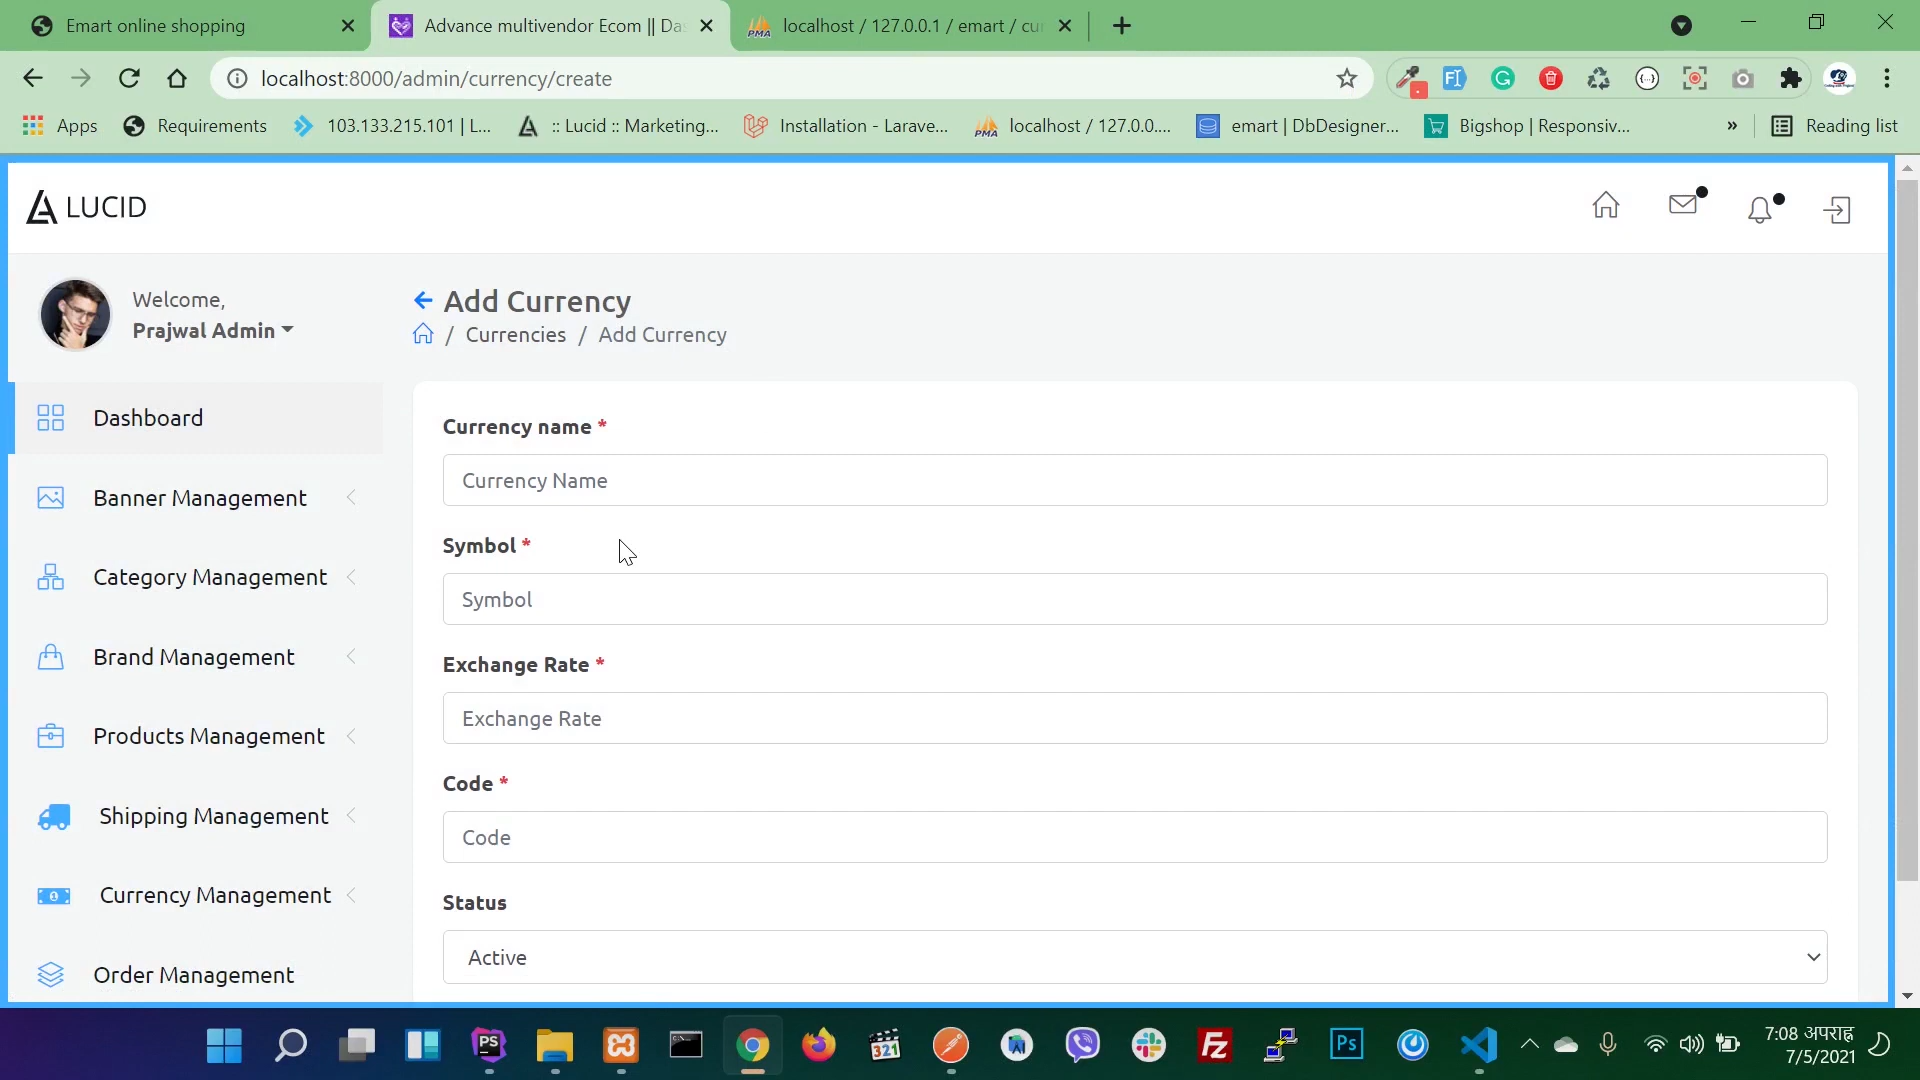 Emart online shopping
Advance multivendor Ecom || Da
localhost / 127.0.0.1 / emart / cur
localhost:8000/admin/currency/create
Apps
Requirements
103.133.215.101 | L...
:: Lucid :: Marketing...
Installation - Larave...
localhost / 127.0.0....
emart | DbDesigner...
Bigshop | Responsiv...
»
Reading list
LUCID
Welcome,
Prajwal Admin
Add Currency
/ Currencies / Add Currency
Dashboard
Banner Management
Category Management
Brand Management
Products Management
Shipping Management
Currency Management
Order Management
Currency name *
Currency Name
Symbol *
Symbol
Exchange Rate *
Exchange Rate
Code *
Code
Status
Active
7:08 अपराह्न
7/5/2021